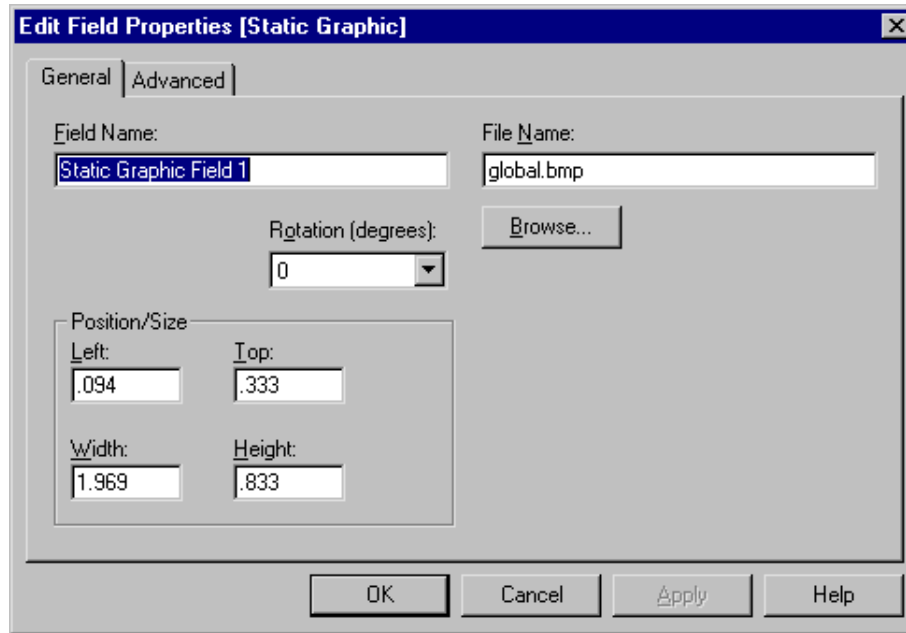 Edit Field Properties [Static Graphic]
General Advanced
Field Name: File Name:
Static Graphic Field 1 global.bmp
Rotation (degrees): Browse...
0
Position/Size
Left: Top:
.094 .333
Width: Height:
1.969 .833
OK Cancel Apply Help